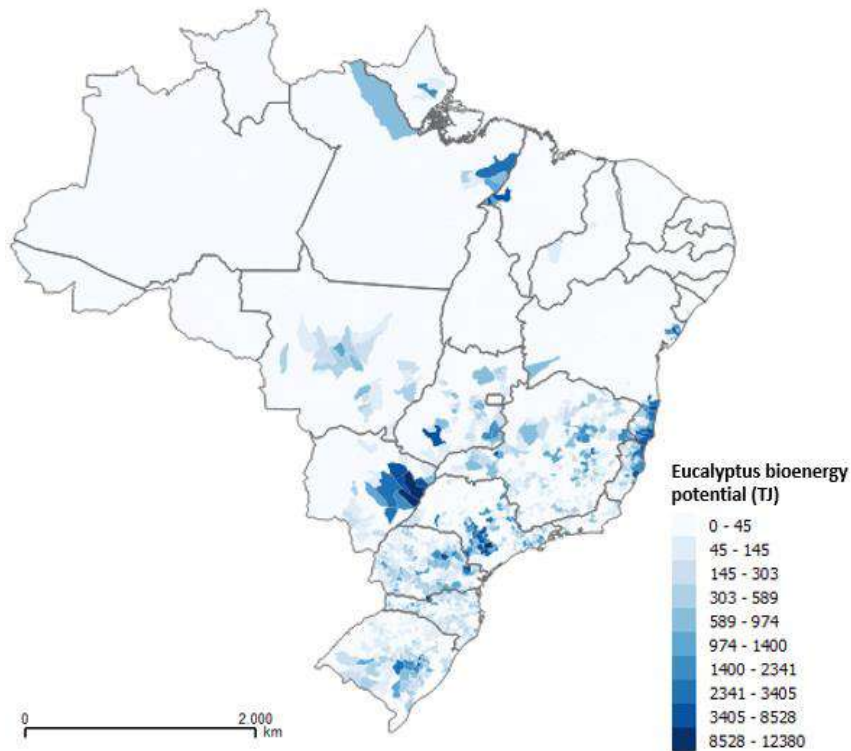 Eucalyptus bioenergy
potential (TJ)
0 - 45
45 - 145
145 - 303
303 - 589
589 - 974
974 - 1400
1400 - 2341
2341 - 3405
3405 - 8528
8528 - 12380
0 2.000
km